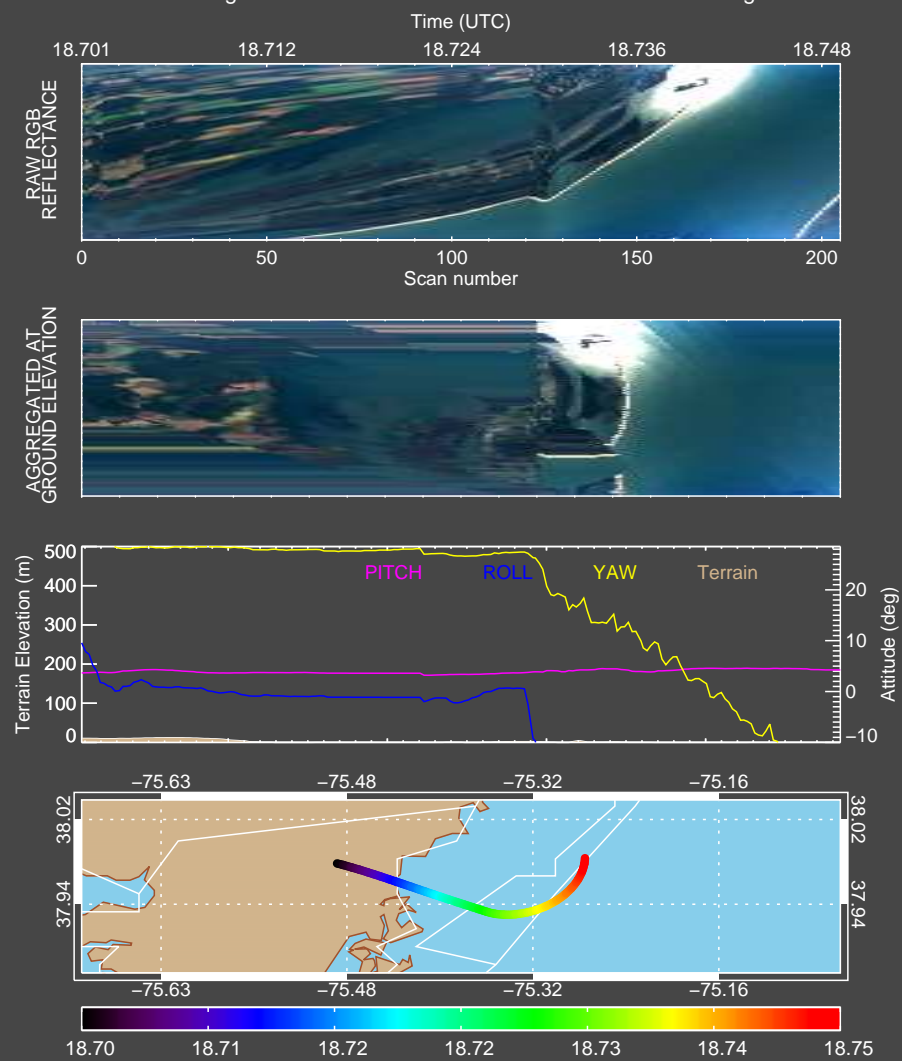 Time (UTC)
18.701 18.712 18.724 18.736 18.748
RAW RGB
REFLECTANCE
0 50 100 150 200
Scan number
AGGREGATED AT
GROUND ELEVATION
Terrain Elevation (m)
500
400
300
200
100
0
PITCH ROLL YAW Terrain
20
10
0
−10
Attitude (deg)
−75.63 −75.48 −75.32 −75.16
38.02 38.02
37.94 37.94
−75.63 −75.48 −75.32 −75.16
18.70 18.71 18.72 18.72 18.73 18.74 18.75